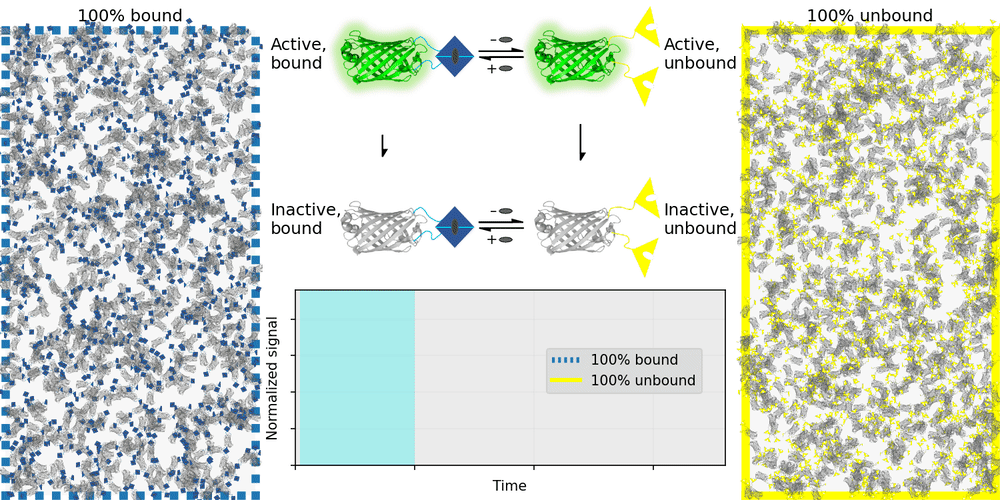 100% bound
Active,
bound
–
+
Active,
unbound
Inactive,
bound
–
+
Inactive,
unbound
Normalized signal
100% bound
100% unbound
Time
100% unbound